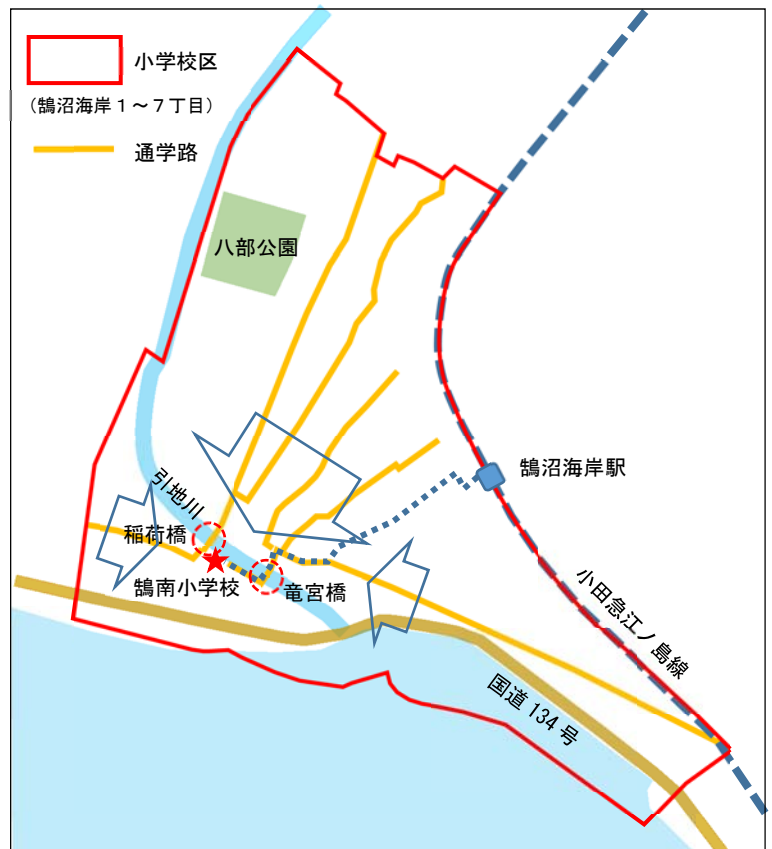 小学校区
（鵠沼海岸１～７丁目）
通学路
八部公園
鵠沼海岸駅
引地川
稲荷橋
鵠南小学校
竜宮橋
小田急江ノ島線
国道 134 号